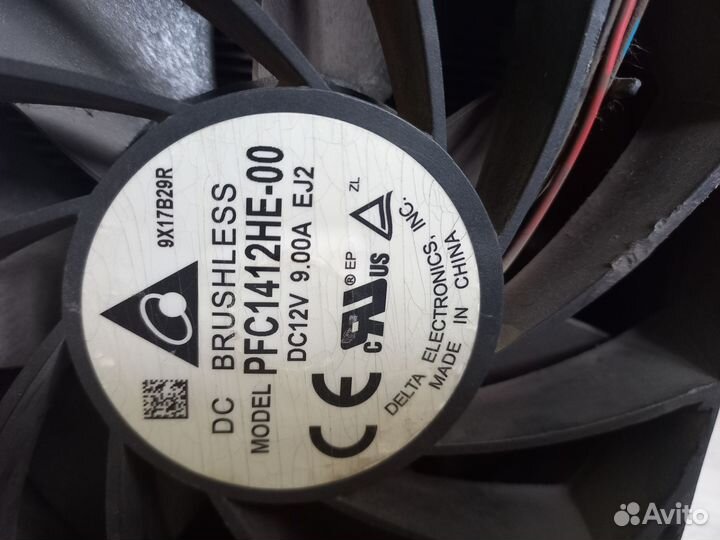 9X17B29R
DC BRUSHLESS
MODEL PFC1412HE-00
DC12V 9.00A EJ2
CE
c RU US
® EP
ZL
DELTA ELECTRONICS, INC.
MADE IN CHINA
Avito